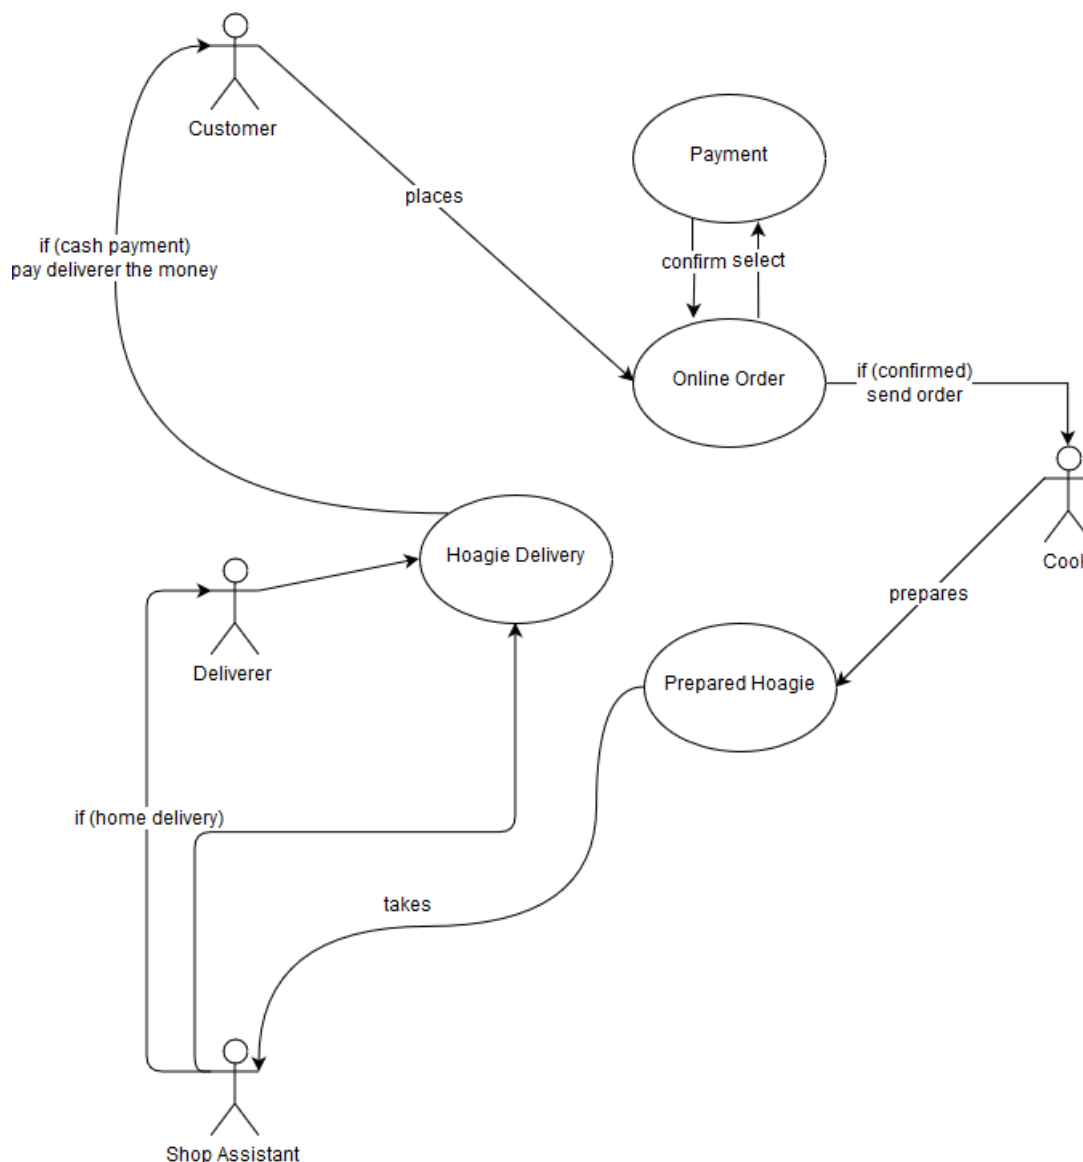 Customer
Payment
places
if (cash payment)
pay deliverer the money
confirm
select
Online Order
if (confirmed)
send order
Hoagie Delivery
Deliverer
prepares
Prepared Hoagie
if (home delivery)
takes
Shop Assistant